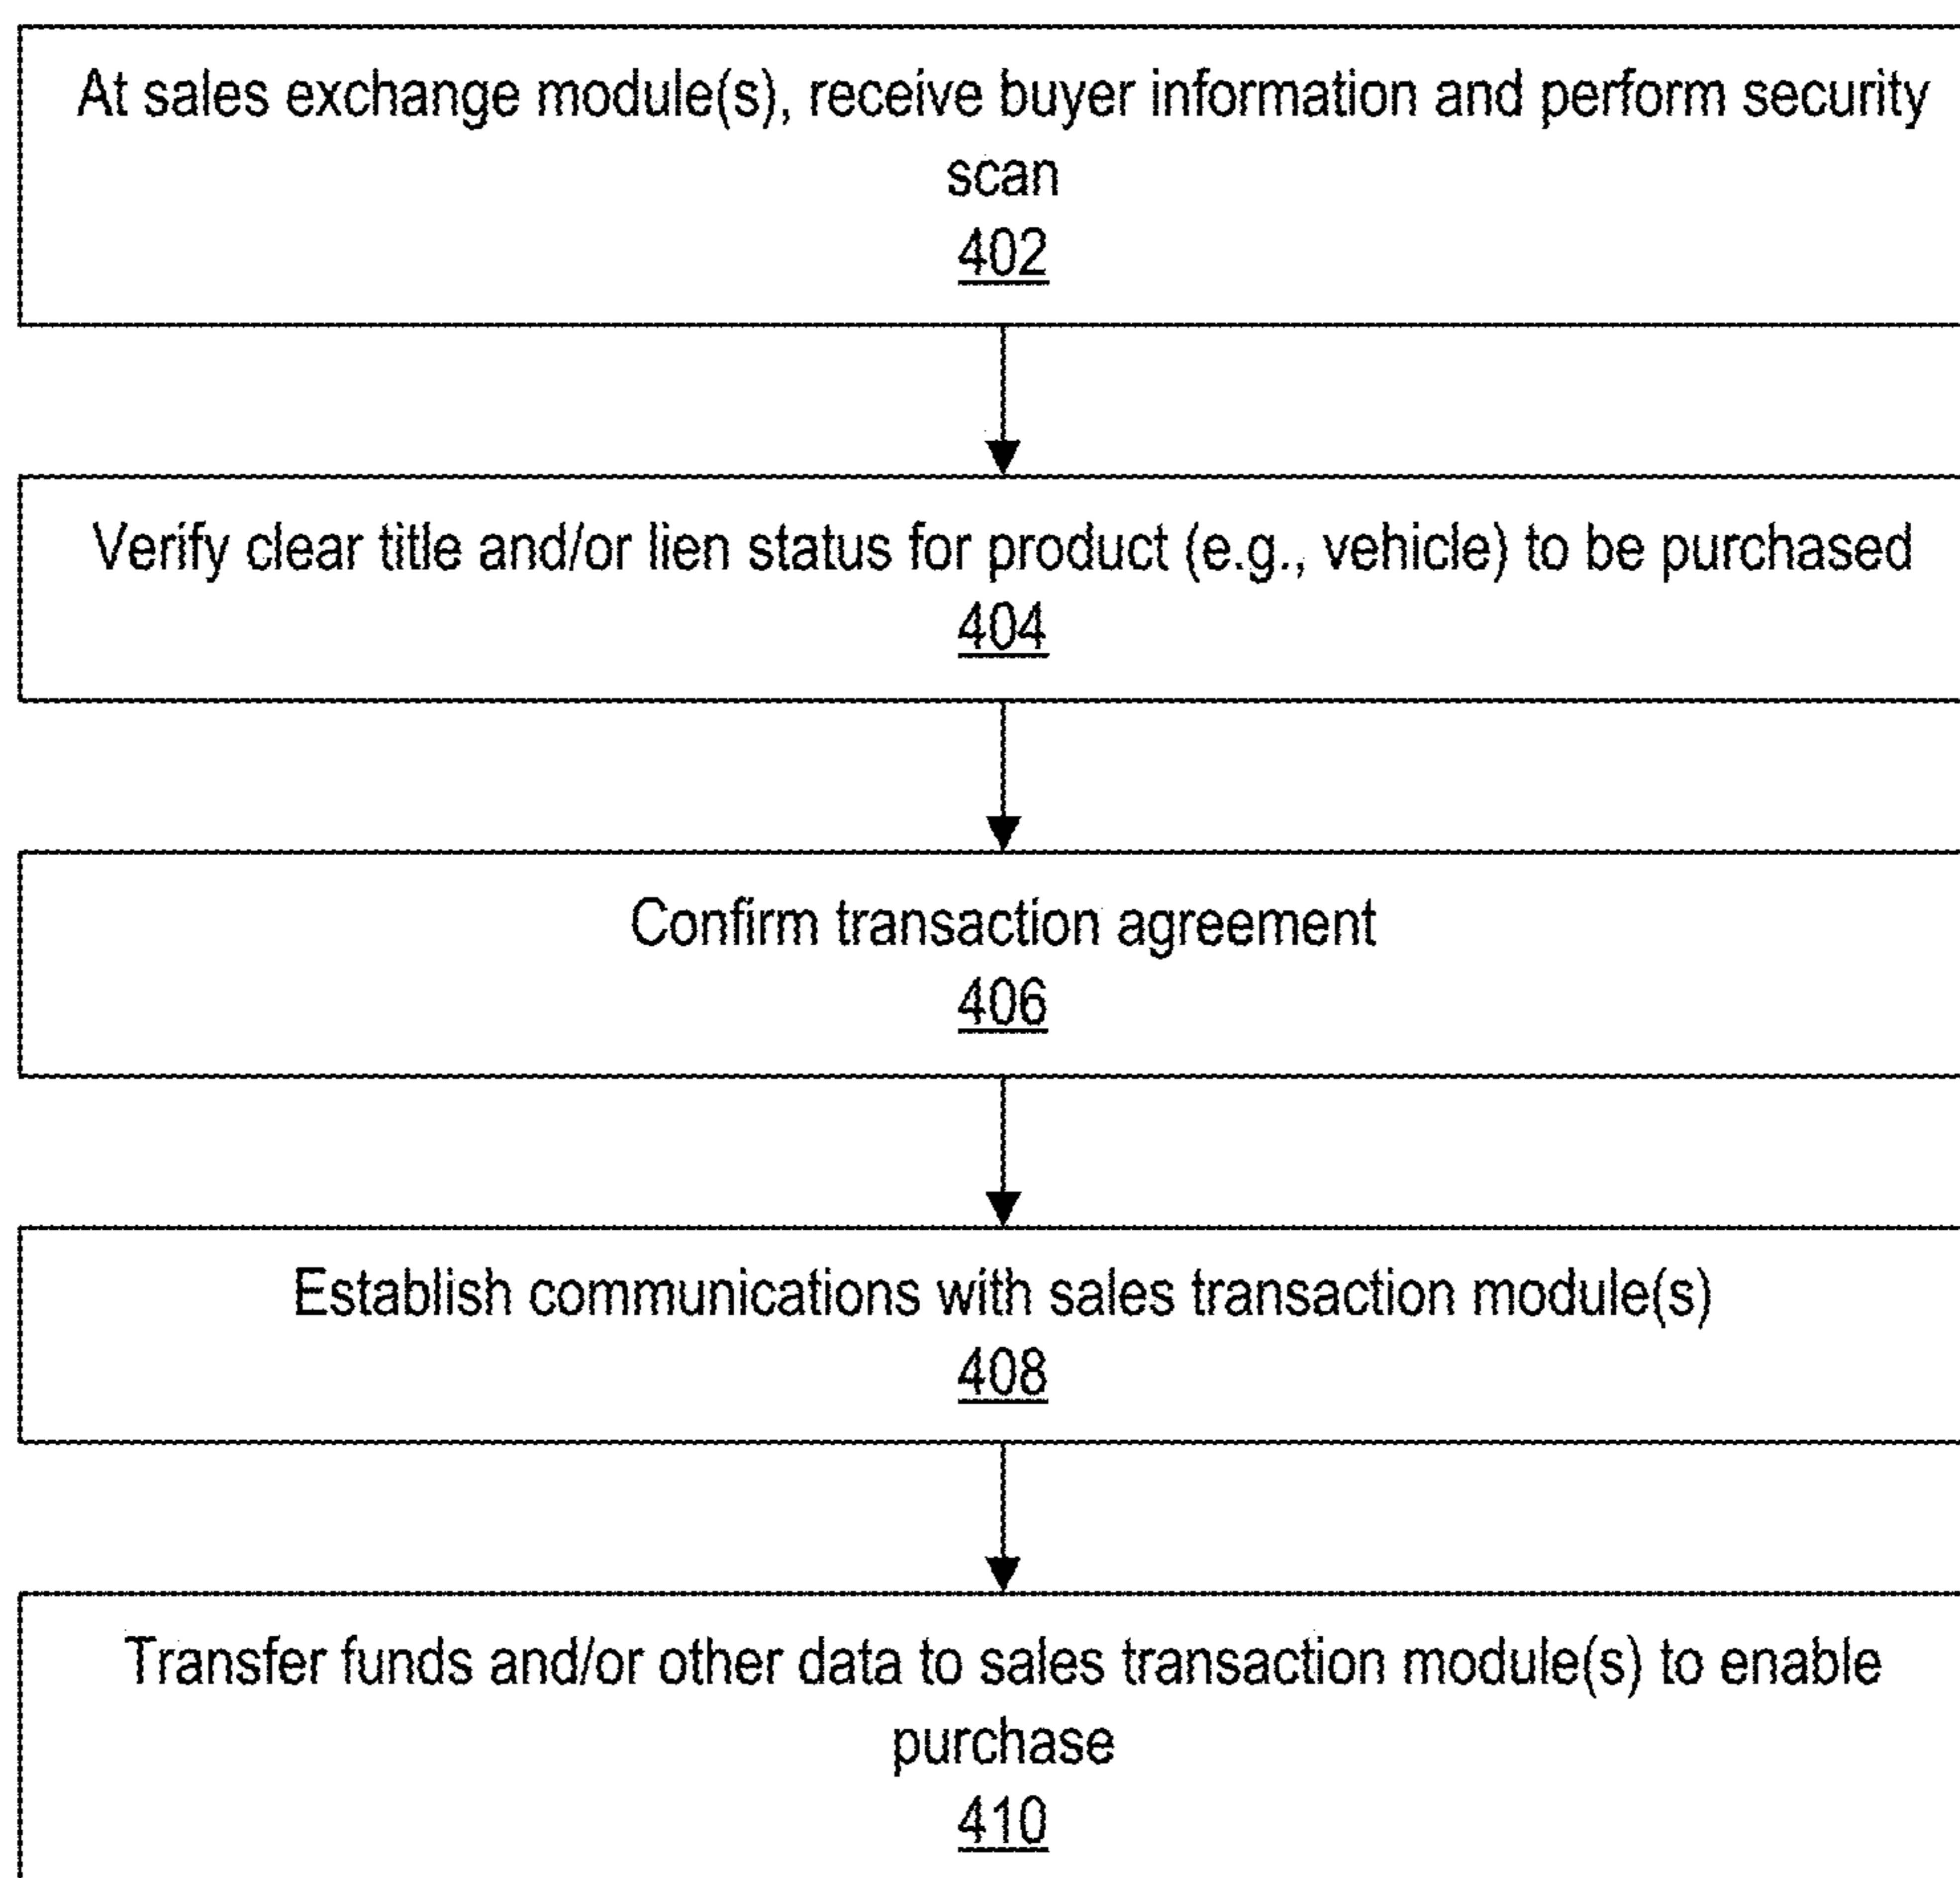 At sales exchange module(s), receive buyer information and perform security
scan
402
Verify clear title and/or lien status for product (e.g., vehicle) to be purchased
404
Confirm transaction agreement
406
Establish communications with sales transaction module(s)
408
Transfer funds and/or other data to sales transaction module(s) to enable
purchase
410